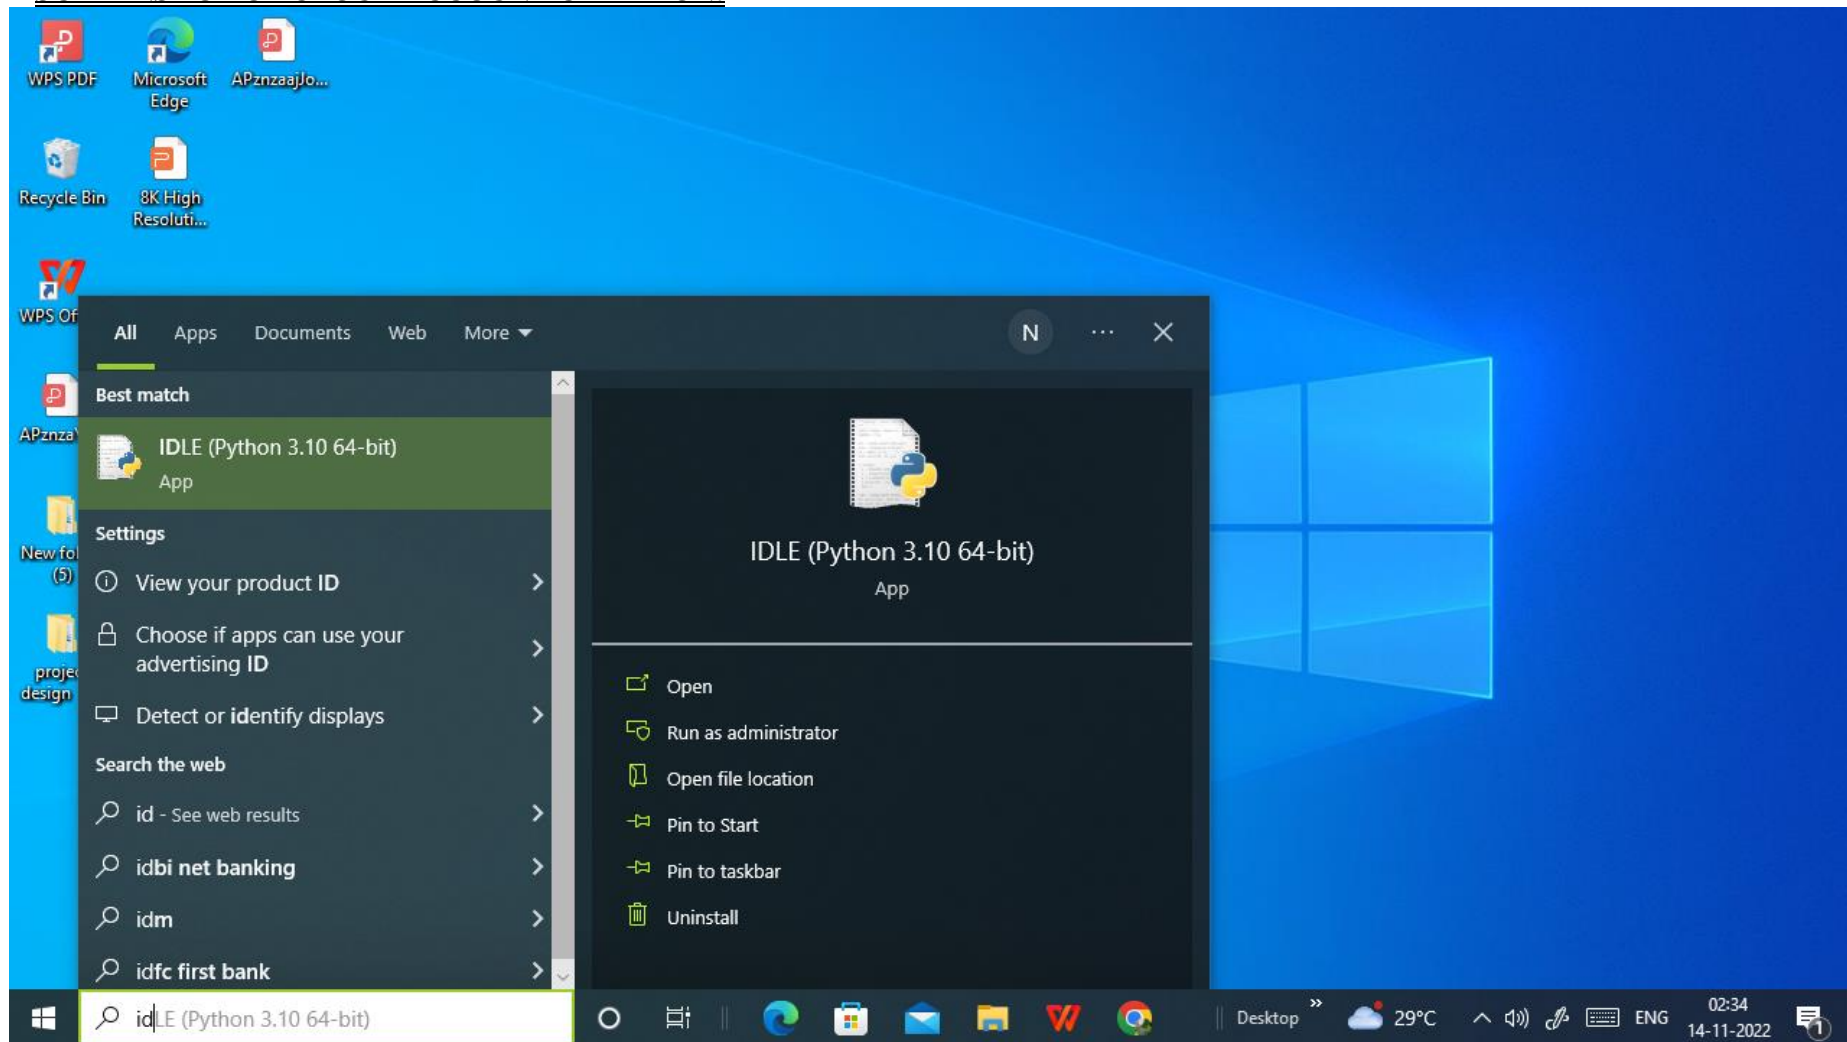 WPS PDF
Microsoft
Edge
APznzaajJo...
Recycle Bin
8K High
Resoluti...
WPS Of
APznza
New fol
(5)
projec
design
All Apps Documents Web More
N
Best match
IDLE (Python 3.10 64-bit)
App
Settings
View your product ID
Choose if apps can use your
advertising ID
Detect or identify displays
Search the web
id - See web results
idbi net banking
idm
idfc first bank
IDLE (Python 3.10 64-bit)
App
Open
Run as administrator
Open file location
Pin to Start
Pin to taskbar
Uninstall
idLE (Python 3.10 64-bit)
Desktop
29°C
ENG
02:34
14-11-2022
1